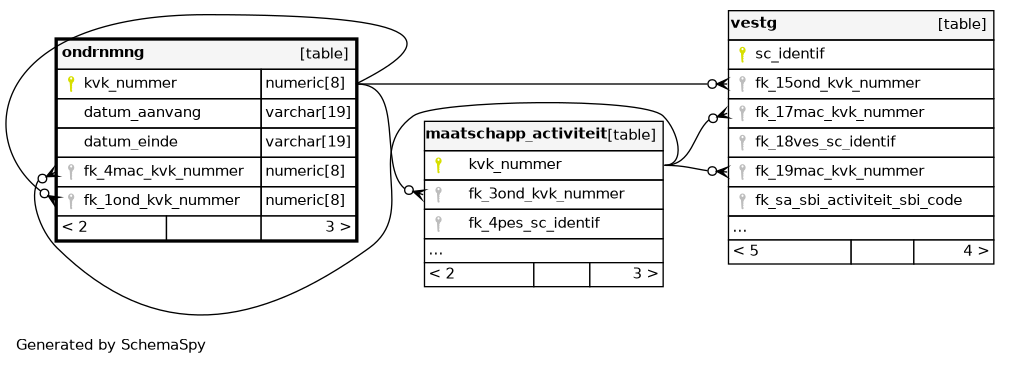 ondrnmng [table]
kvk_nummer numeric[8]
datum_aanvang varchar[19]
datum_einde varchar[19]
fk_4mac_kvk_nummer numeric[8]
fk_1ond_kvk_nummer numeric[8]
< 2 3 >
maatschapp_activiteit [table]
kvk_nummer
fk_3ond_kvk_nummer
fk_4pes_sc_identif
...
< 2 3 >
vestg [table]
sc_identif
fk_15ond_kvk_nummer
fk_17mac_kvk_nummer
fk_18ves_sc_identif
fk_19mac_kvk_nummer
fk_sa_sbi_activiteit_sbi_code
...
< 5 4 >
Generated by SchemaSpy